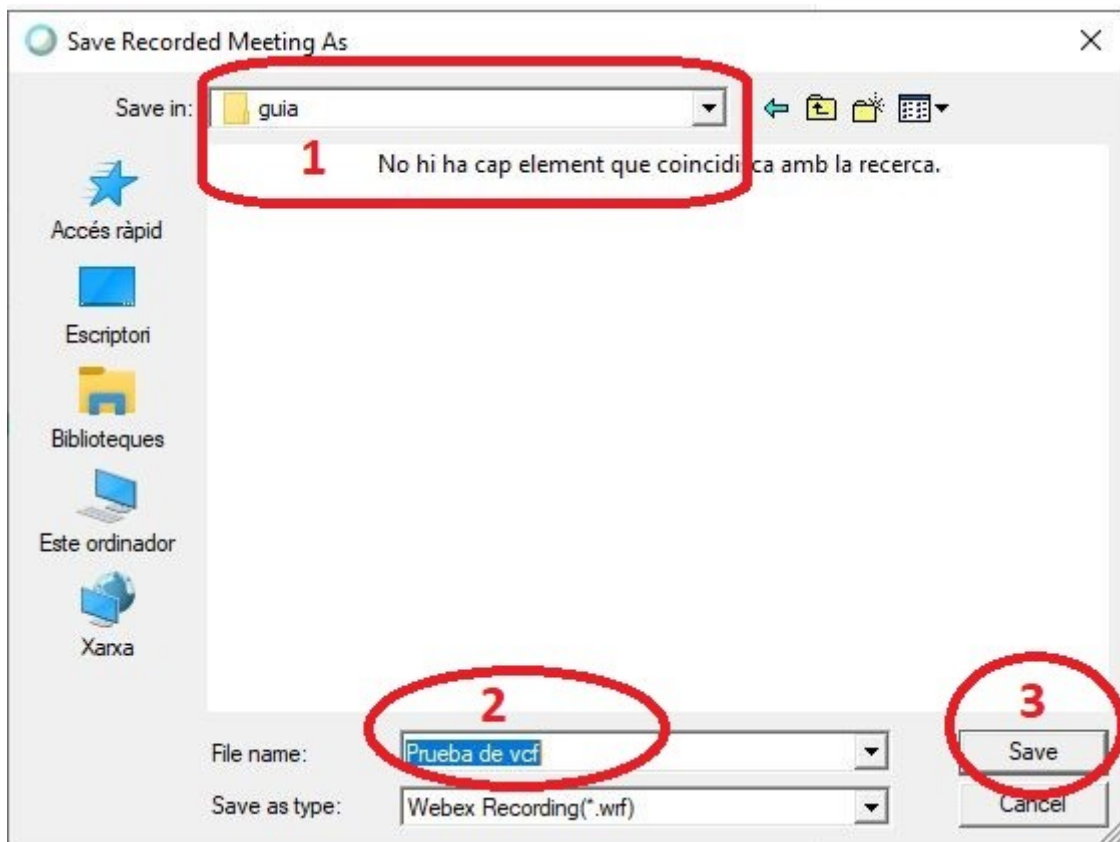 Save Recorded Meeting As
Save in:
guia
1
No hi ha cap element que coincidisca amb la recerca.
Accés ràpid
Escriptori
Biblioteques
Este ordinador
Xarxa
2
3
File name:
Prueba de vcf
Save
Save as type:
Webex Recording(*.wrf)
Cancel